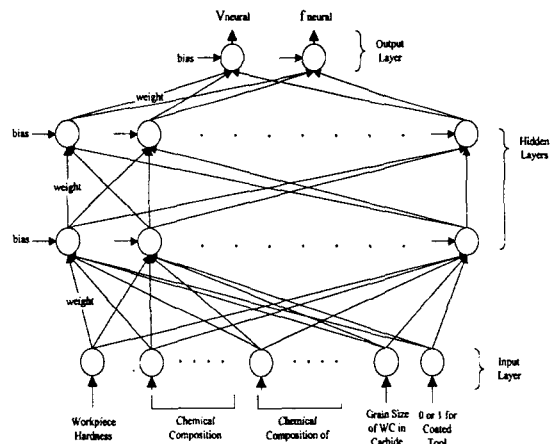 Vneural
f neural
bias
Output
Layer
weight
bias
Hidden
Layers
weight
bias
weight
Input
Layer
Workpiece
Hardness
Chemical
Composition
Chemical
Composition of
Grain Size
of WC in
Carbide
0 or 1 for
Coated
Tool